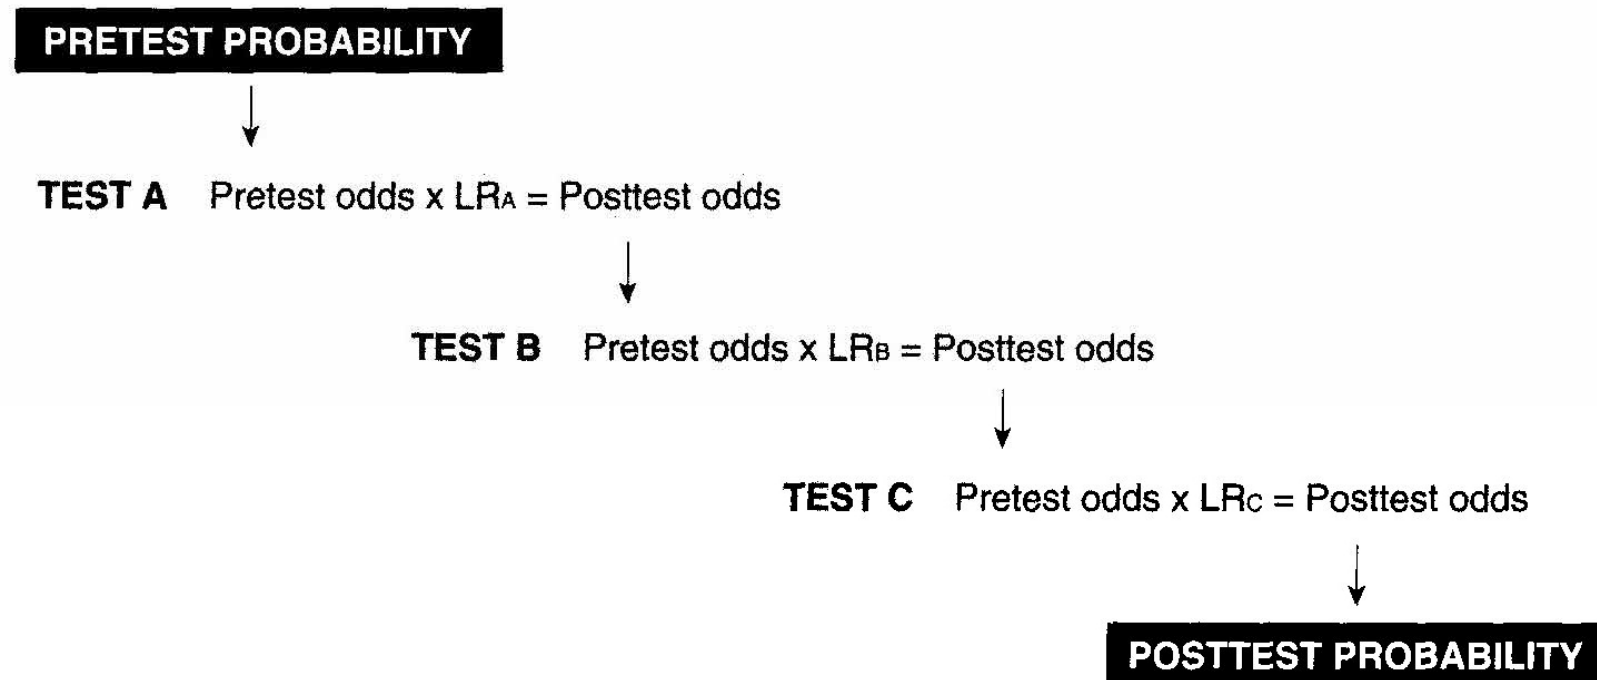 PRETEST PROBABILITY
TEST A Pretest odds x LRA = Posttest odds
TEST B Pretest odds x LRB = Posttest odds
TEST C Pretest odds x LRC = Posttest odds
POSTTEST PROBABILITY